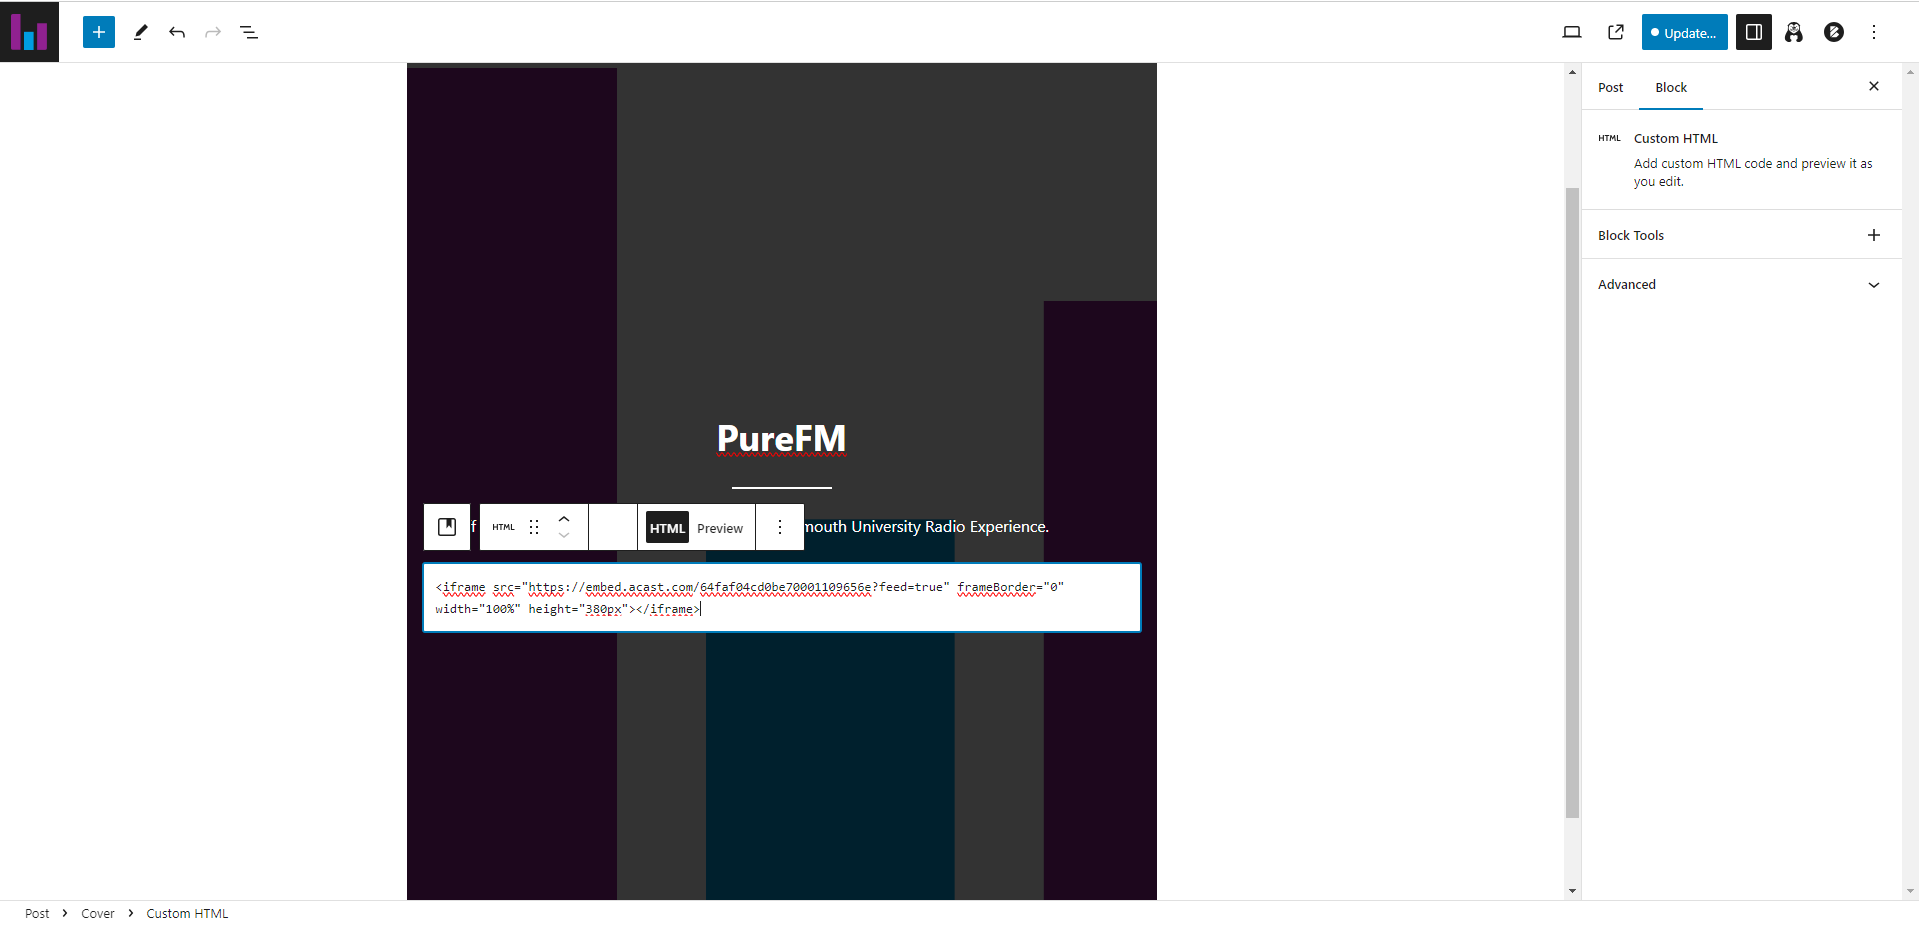 Update...
Post
Block
HTML
Custom HTML
Add custom HTML code and preview it as
you edit.
Block Tools
Advanced
PureFM
HTML
HTML
Preview
mouth University Radio Experience.
<iframe src="https://embed.acast.com/64faf04cd0be70001109656e?feed=true" frameBorder="0"
width="100%" height="380px"></iframe>
Post
Cover
Custom HTML